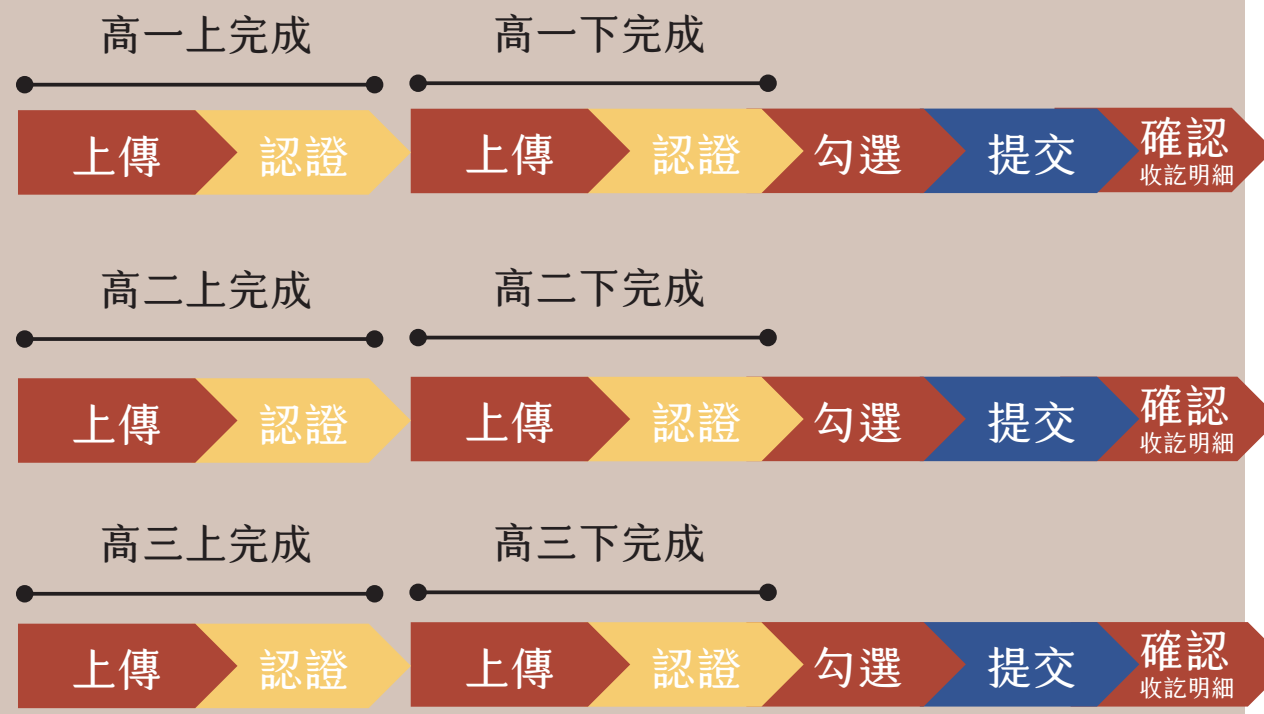 高一上完成 高一下完成
上傳 認證 上傳 認證 勾選 提交 確認
收訖明細
高二上完成 高二下完成
上傳 認證 上傳 認證 勾選 提交 確認
收訖明細
高三上完成 高三下完成
上傳 認證 上傳 認證 勾選 提交 確認
收訖明細